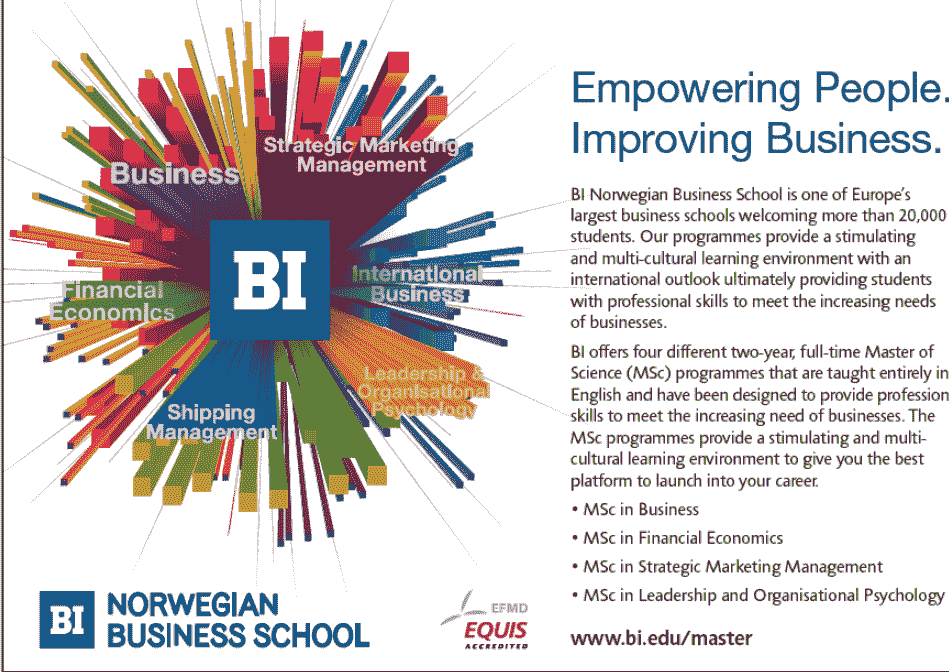 Empowering People.
Improving Business.
BI Norwegian Business School is one of Europe's
largest business schools welcoming more than 20,000
students. Our programmes provide a stimulating
and multi-cultural learning environment with an
international outlook ultimately providing students
with professional skills to meet the increasing needs
of businesses.
BI offers four different two-year, full-time Master of
Science (MSc) programmes that are taught entirely in
English and have been designed to provide profession
skills to meet the increasing need of businesses. The
MSc programmes provide a stimulating and multi-
cultural learning environment to give you the best
platform to launch into your career.
• MSc in Business
• MSc in Financial Economics
• MSc in Strategic Marketing Management
• MSc in Leadership and Organisational Psychology
www.bi.edu/master
Strategic Marketing
Management
Business
BI
International
Business
Financial
Economics
Leadership &
Organisational
Psychology
Shipping
Management
BI
NORWEGIAN
BUSINESS SCHOOL
EFMD
EQUIS
ACCREDITED